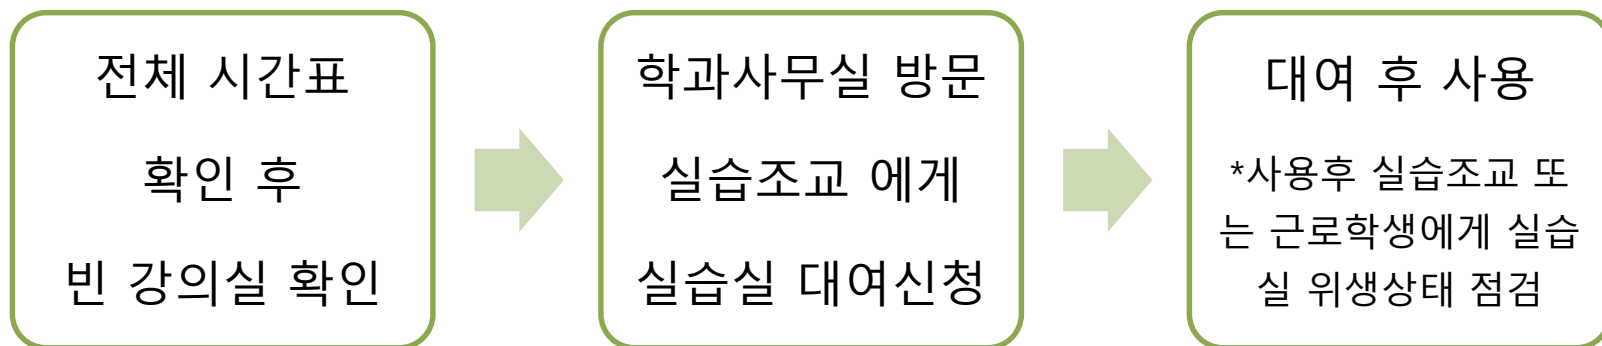 전체 시간표
확인 후
빈 강의실 확인
학과사무실 방문
실습조교 에게
실습실 대여신청
대여 후 사용
*사용후 실습조교 또
는 근로학생에게 실습
실 위생상태 점검